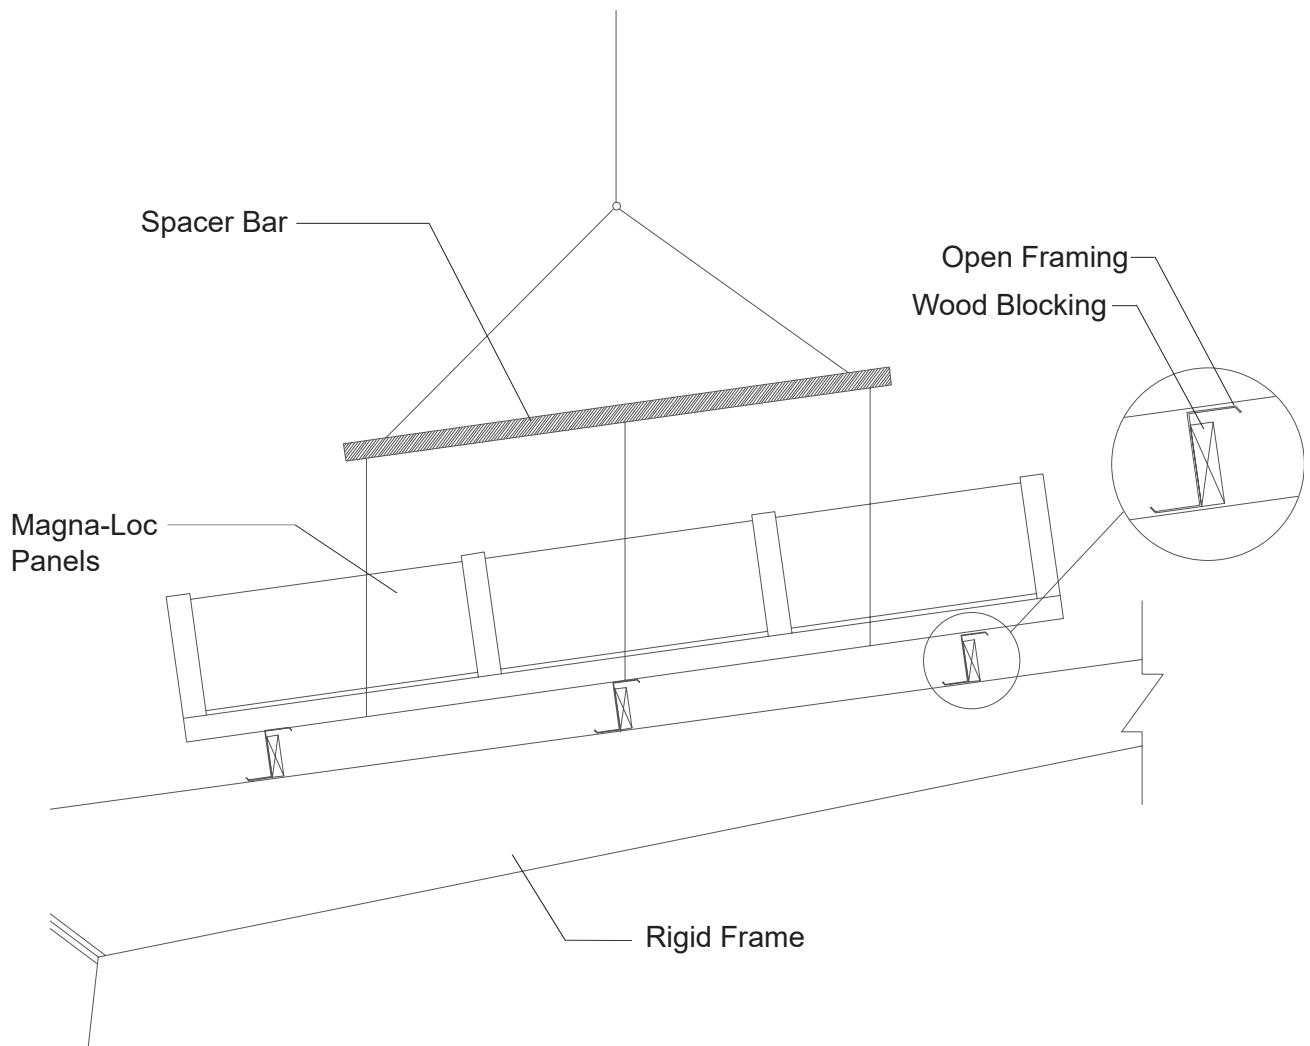 Spacer Bar
Open Framing
Wood Blocking
Magna-Loc
Panels
Rigid Frame